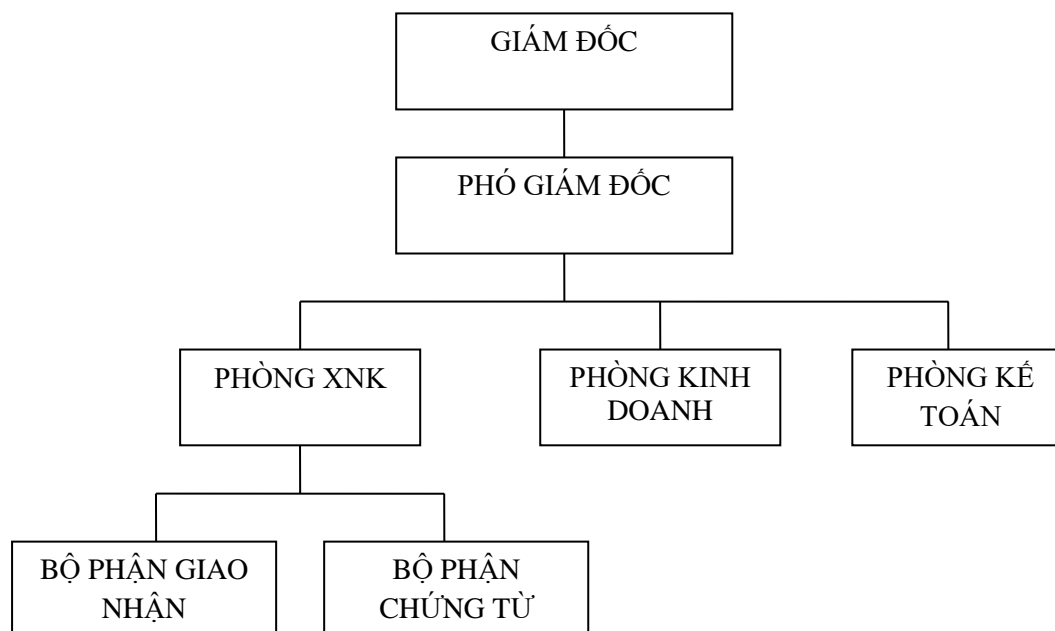 GIÁM ĐỐC
PHÓ GIÁM ĐỐC
PHÒNG XNK
PHÒNG KINH
DOANH
PHÒNG KẾ
TOÁN
BỘ PHẬN GIAO
NHẬN
BỘ PHẬN
CHỨNG TỪ